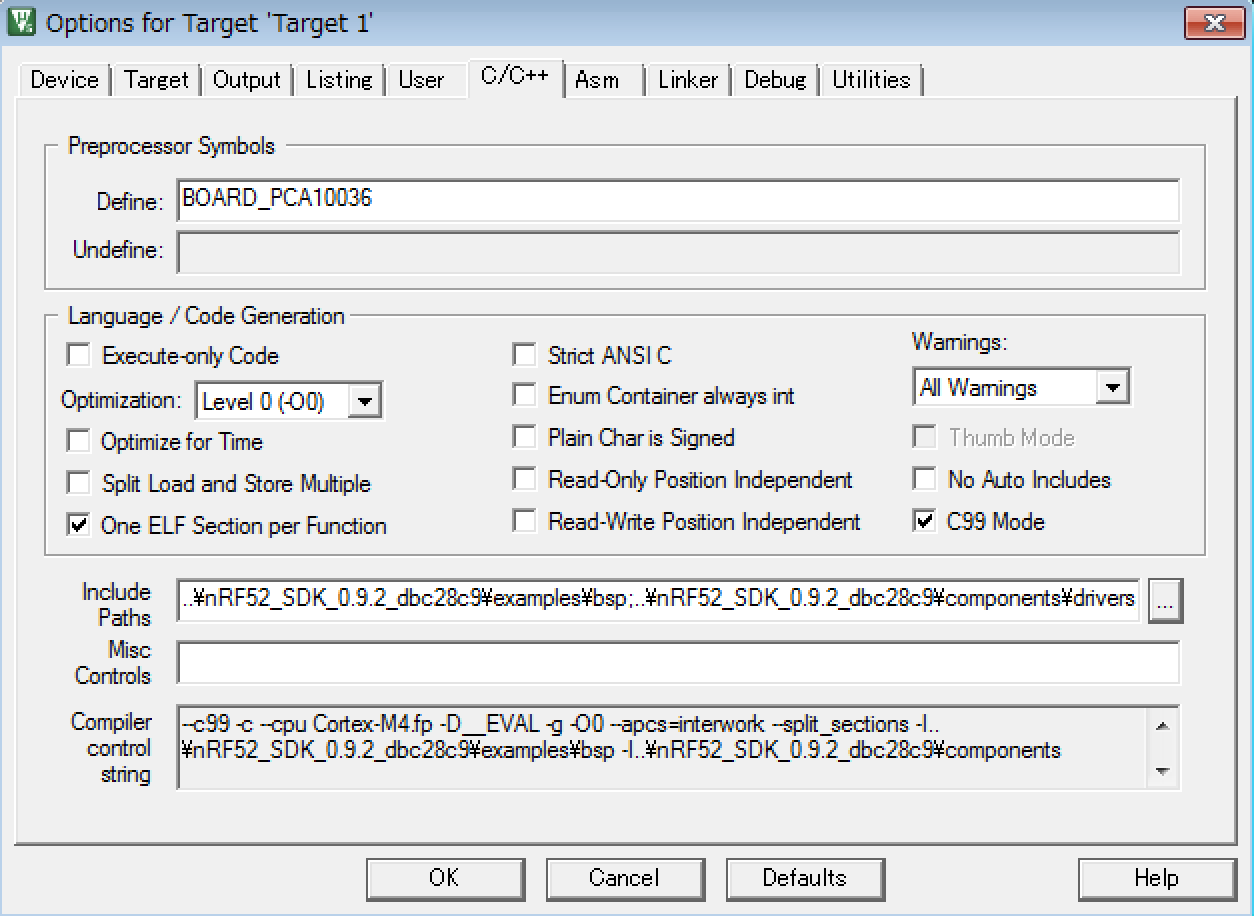 Options for Target 'Target 1'
Device Target Output Listing User C/C++ Asm Linker Debug Utilities
Preprocessor Symbols
Define: BOARD_PCA10036
Undefine:
Language / Code Generation
Execute-only Code
Optimization: Level 0 (-O0)
Optimize for Time
Split Load and Store Multiple
One ELF Section per Function
Strict ANSI C
Enum Container always int
Plain Char is Signed
Read-Only Position Independent
Read-Write Position Independent
Warnings:
All Warnings
Thumb Mode
No Auto Includes
C99 Mode
Include
Paths
..¥nRF52_SDK_0.9.2_dbc28c9¥examples¥bsp;..¥nRF52_SDK_0.9.2_dbc28c9¥components¥drivers
...
Misc
Controls
Compiler
control
string
--c99 -c --cpu Cortex-M4.fp -D__EVAL -g -O0 --apcs=interwork --split_sections -I..
¥nRF52_SDK_0.9.2_dbc28c9¥examples¥bsp -I..¥nRF52_SDK_0.9.2_dbc28c9¥components
OK Cancel Defaults Help